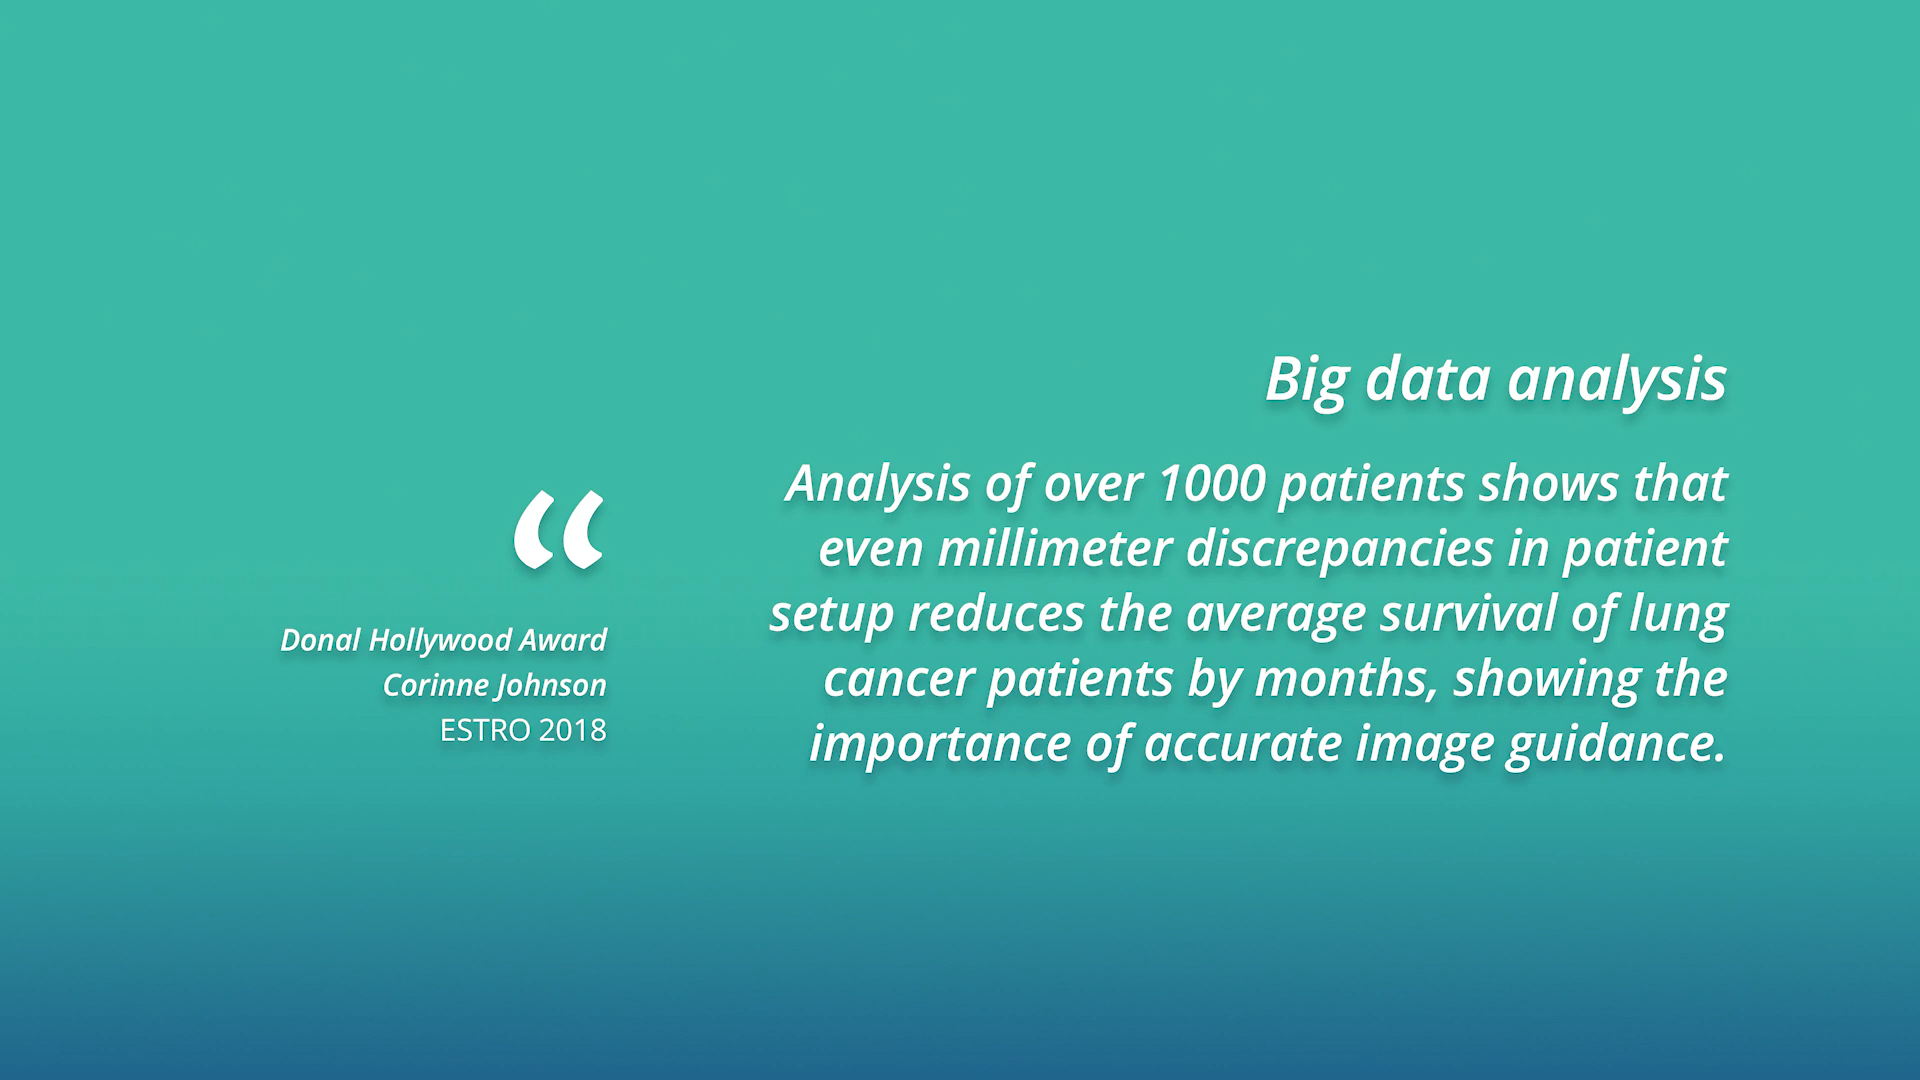 Big data analysis
Analysis of over 1000 patients shows that
even millimeter discrepancies in patient
setup reduces the average survival of lung
cancer patients by months, showing the
importance of accurate image guidance.
“
Donal Hollywood Award
Corinne Johnson
ESTRO 2018